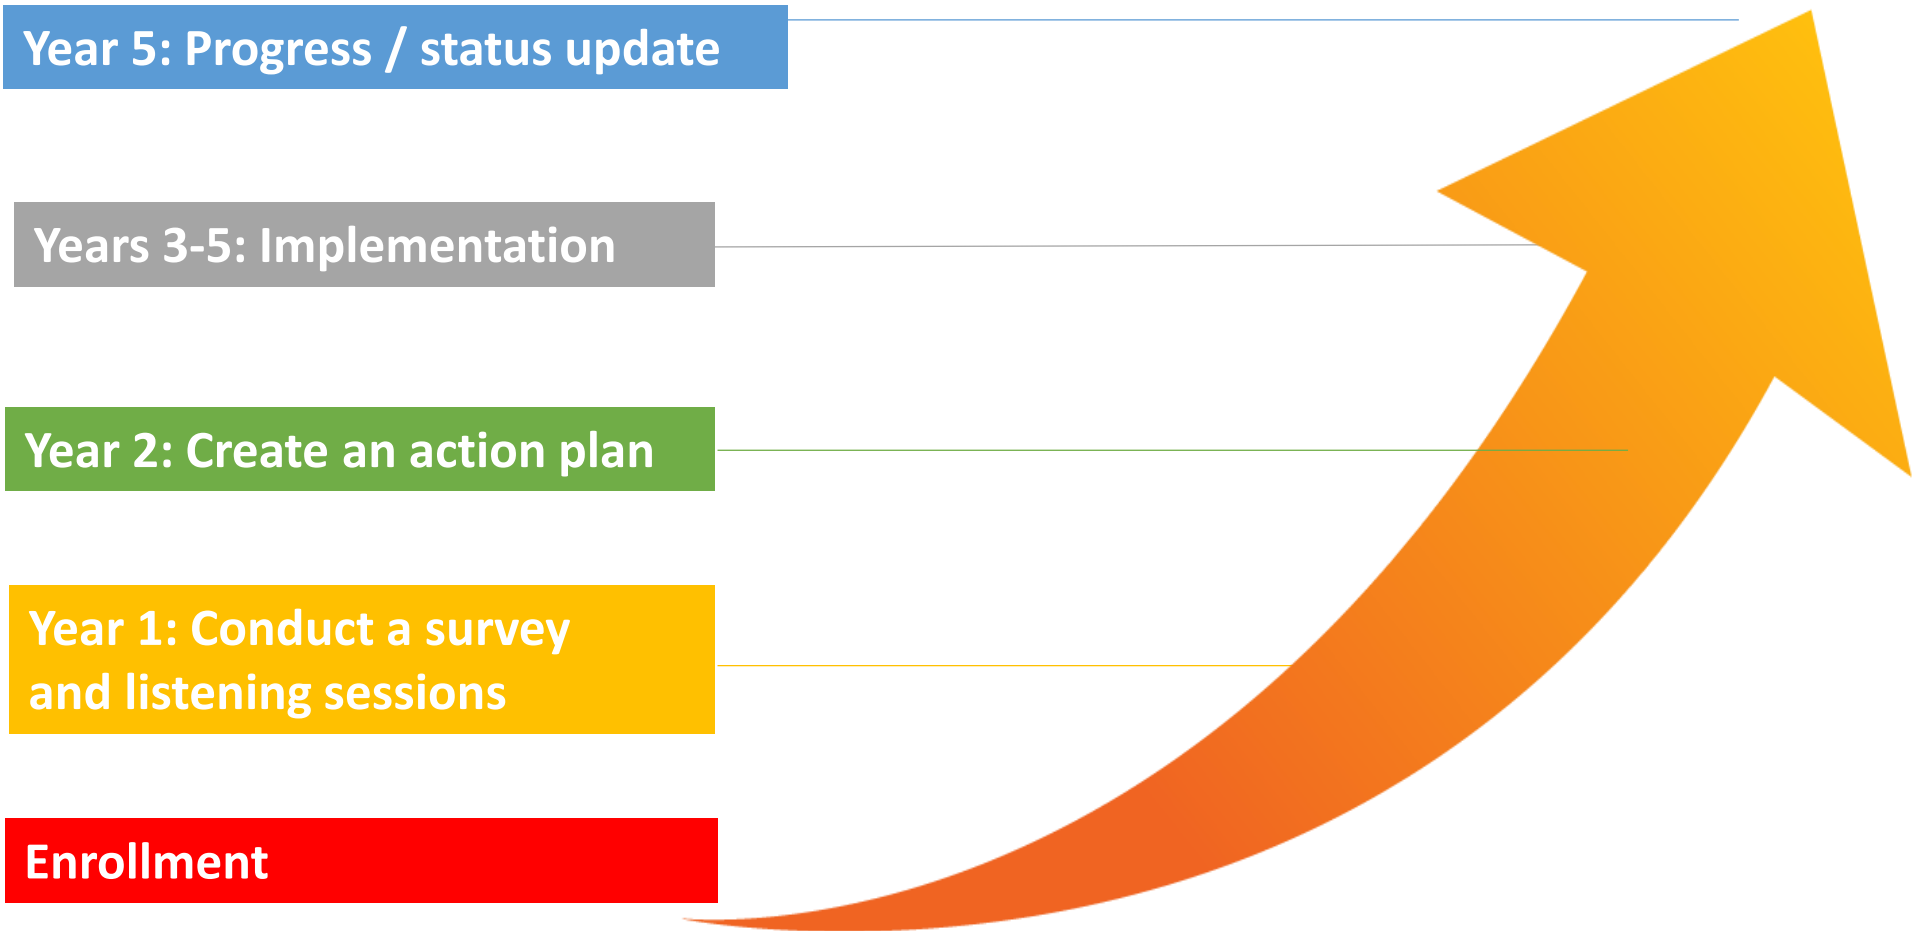 Year 5: Progress / status update
Years 3-5: Implementation
Year 2: Create an action plan
Year 1: Conduct a survey
and listening sessions
Enrollment